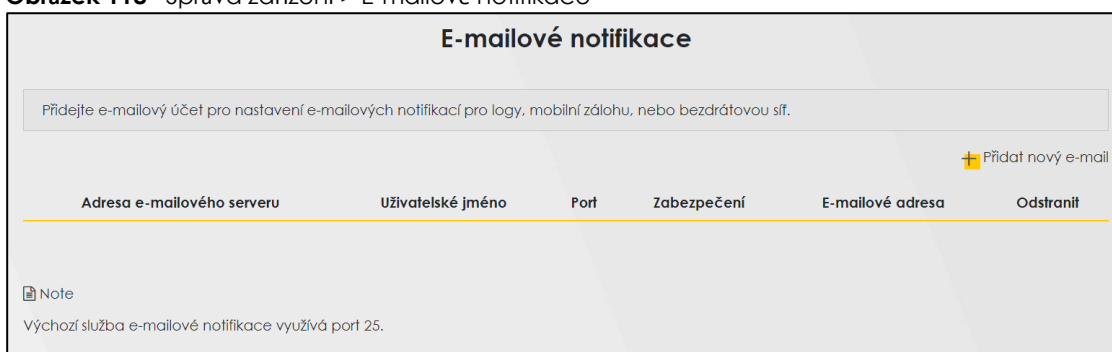 E-mailové notifikace
Přidejte e-mailový účet pro nastavení e-mailových notifikací pro logy, mobilní zálohu, nebo bezdrátovou síť.
+ Přidat nový e-mail
Adresa e-mailového serveru Uživatelské jméno Port Zabezpečení E-mailové adresa Odstranit
Note
Výchozí služba e-mailové notifikace využívá port 25.